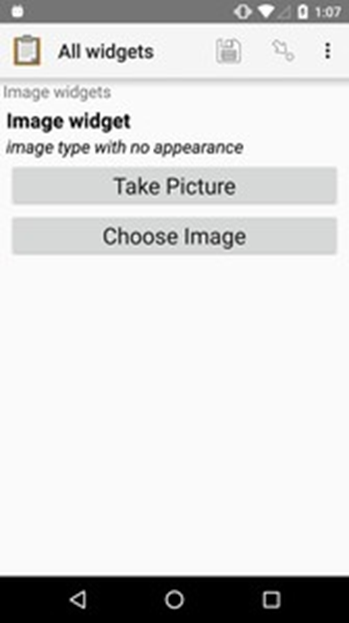 1:07
All widgets
Image widgets
Image widget
image type with no appearance
Take Picture
Choose Image